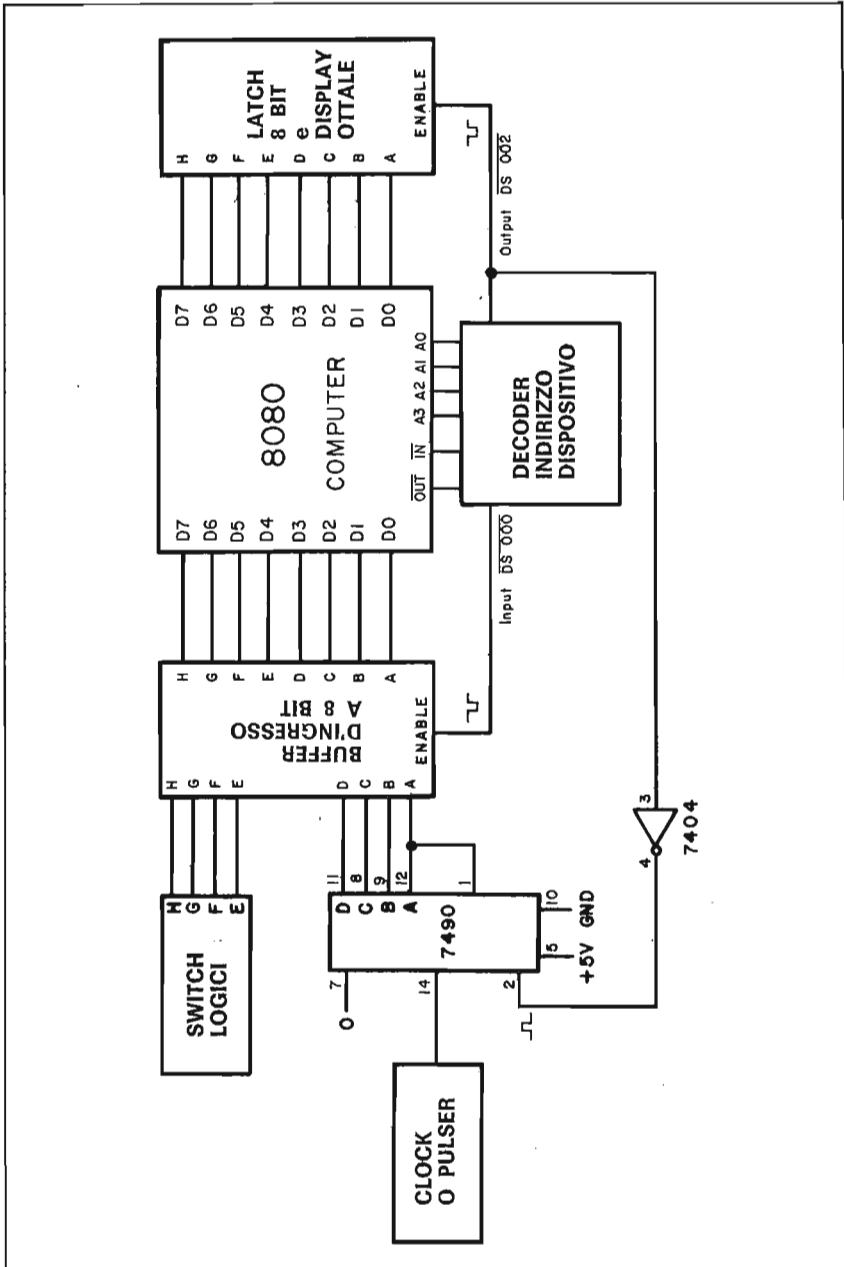 SWITCH
LOGICI
H
G
F
E
H
G
F
E
D
C
B
A
BUFFER
D'INGRESSO
A 8 BIT
H
G
F
E
D
C
B
A
ENABLE
D7
D6
D5
D4
D3
D2
D1
D0
8080
COMPUTER
D7
D6
D5
D4
D3
D2
D1
D0
OUT IN A3 A2 A1 A0
H
G
F
E
D
C
B
A
LATCH
8 BIT
e
DISPLAY
OTTALE
ENABLE
CLOCK
O PULSER
0
7
14
2
D
C
B
A
7490
11
8
9
12
1
5
10
+5V GND
Input DS 000
DECODER
INDIRIZZO
DISPOSITIVO
Output DS 002
4
3
7404